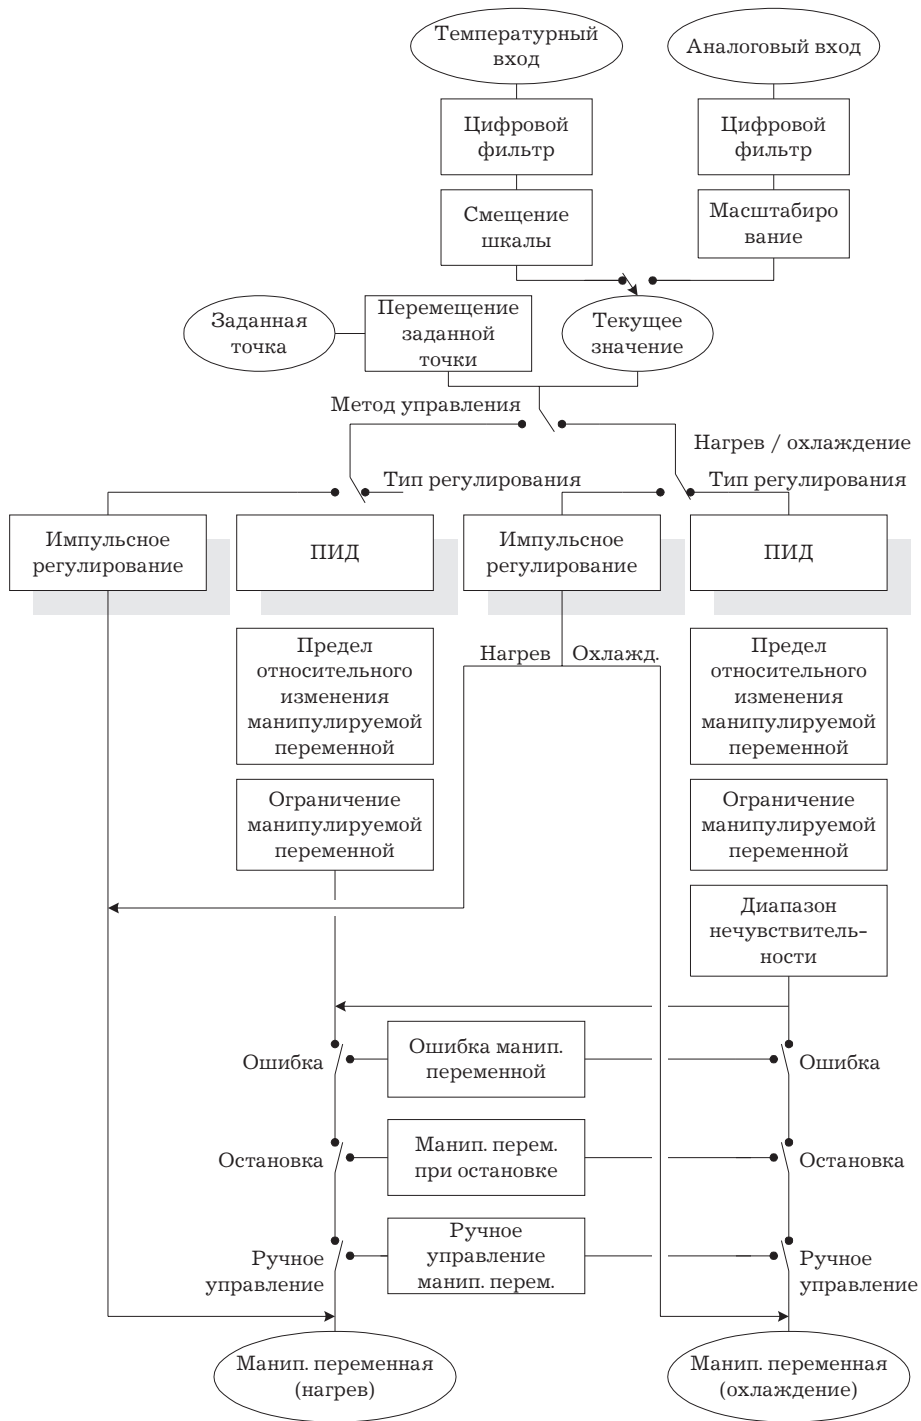 Температурный
вход
Аналоговый вход
Цифровой
фильтр
Цифровой
фильтр
Смещение
шкалы
Масштабиро
вание
Заданная
точка
Перемещение
заданной
точки
Текущее
значение
Метод управления
Нагрев / охлаждение
Тип регулирования
Тип регулирования
Импульсное
регулирование
ПИД
Импульсное
регулирование
ПИД
Предел
относительного
изменения
манипулируемой
переменной
Нагрев
Охлажд.
Предел
относительного
изменения
манипулируемой
переменной
Ограничение
манипулируемой
переменной
Ограничение
манипулируемой
переменной
Диапазон
нечувствитель-
ности
Ошибка
Ошибка манип.
переменной
Ошибка
Остановка
Манип. перем.
при остановке
Остановка
Ручное
управление
Ручное
управление
манип. перем.
Ручное
управление
Манип. переменная
(нагрев)
Манип. переменная
(охлаждение)